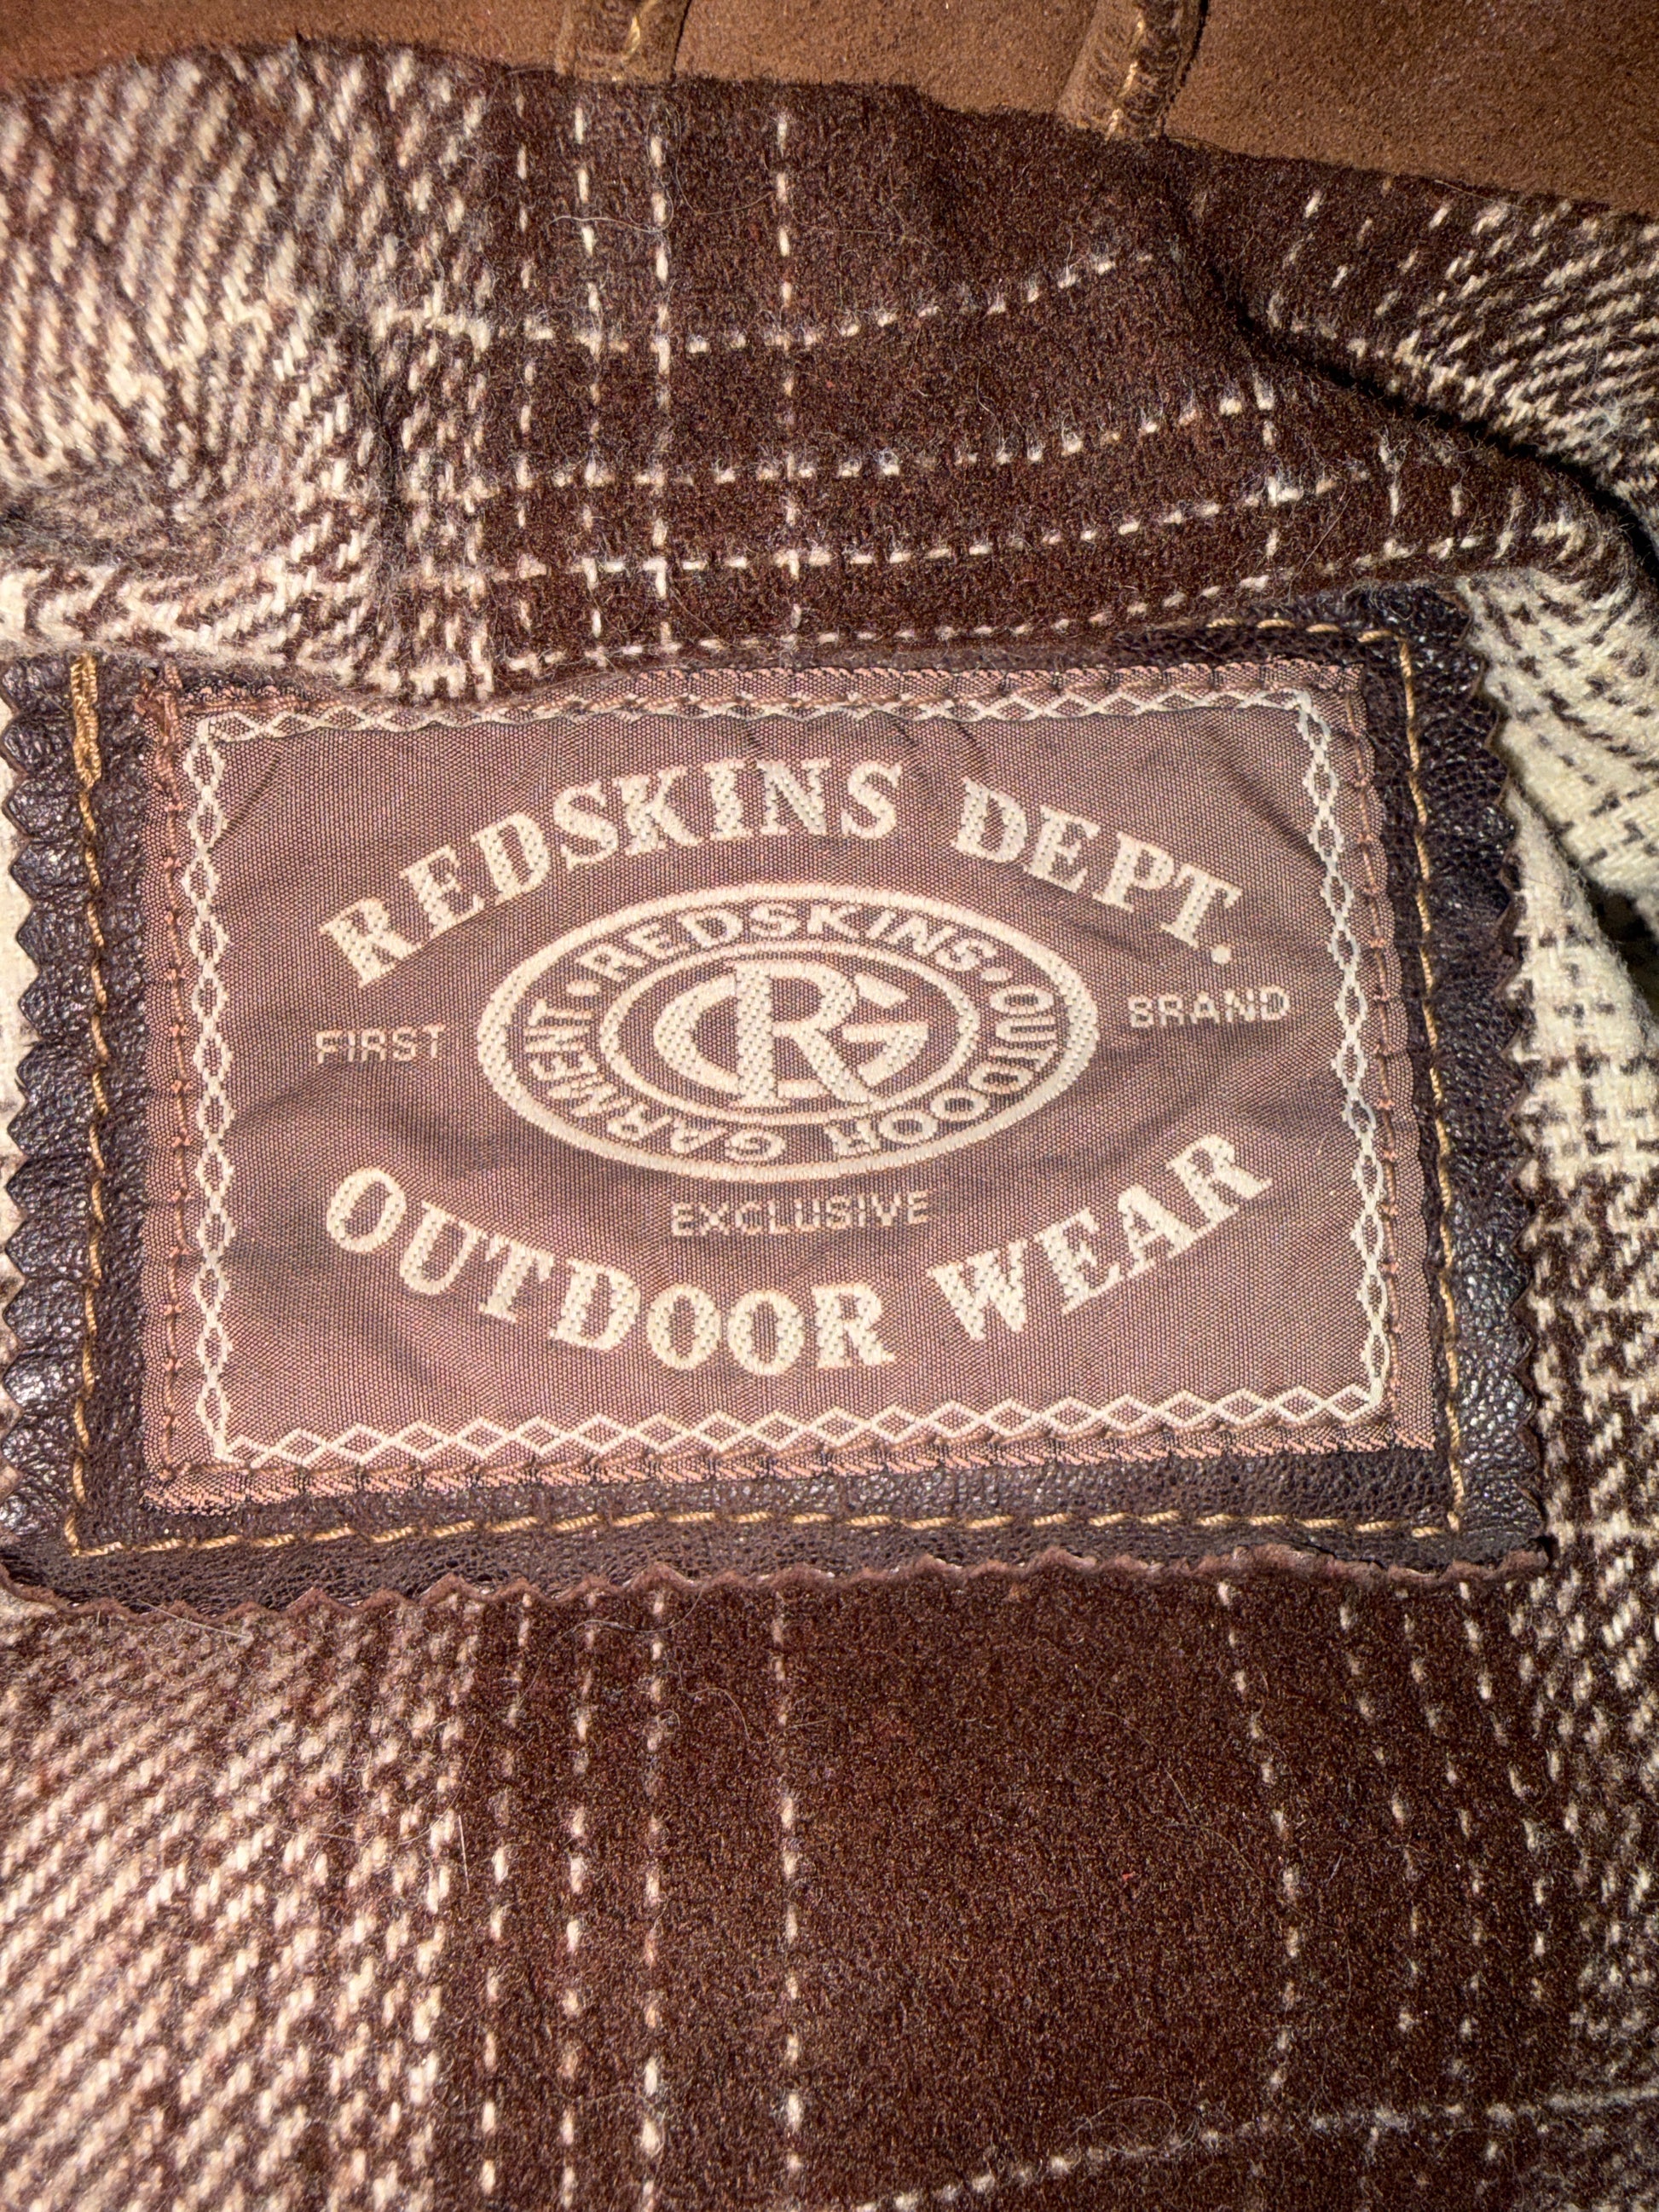 REDSKINS DEPT.
·REDSKINS·OUTDOOR GARMENT
RG
FIRST
BRAND
EXCLUSIVE
OUTDOOR WEAR